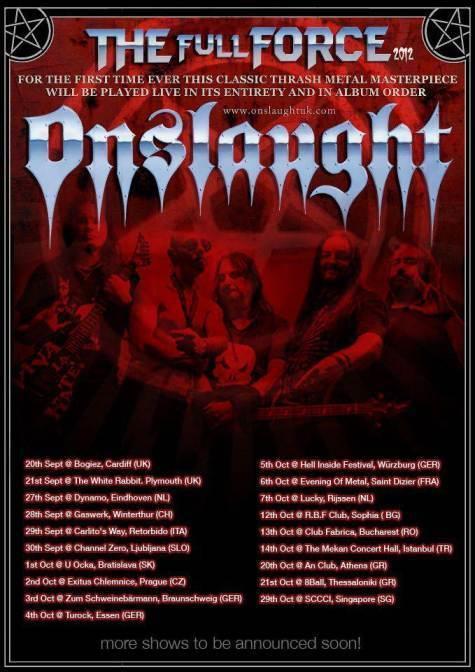 THE FULL FORCE 2012
FOR THE FIRST TIME EVER THIS CLASSIC THRASH METAL MASTERPIECE
WILL BE PLAYED LIVE IN ITS ENTIRETY AND IN ALBUM ORDER
www.onslaughtuk.com
Onslaught
20th Sept @ Bogiez, Cardiff (UK)
21st Sept @ The White Rabbit. Plymouth (UK)
27th Sept @ Dynamo, Eindhoven (NL)
28th Sept @ Gaswerk, Winterthur (CH)
29th Sept @ Carlito's Way, Retorbido (ITA)
30th Sept @ Channel Zero, Ljubljana (SLO)
1st Oct @ U Ocka, Bratislava (SK)
2nd Oct @ Exitus Chlemnice, Prague (CZ)
3rd Oct @ Zum Schweinebärmann, Braunschweig (GER)
4th Oct @ Turock, Essen (GER)
5th Oct @ Hell Inside Festival, Würzburg (GER)
6th Oct @ Evening Of Metal, Saint Dizier (FRA)
7th Oct @ Lucky, Rijssen (NL)
12th Oct @ R.B.F Club, Sophia ( BG)
13th Oct @ Club Fabrica, Bucharest (RO)
14th Oct @ The Mekan Concert Hall, Istanbul (TR)
20th Oct @ An Club, Athens (GR)
21st Oct @ 8Ball, Thessaloniki (GR)
29th Oct @ SCCCI, Singapore (SG)
more shows to be announced soon!